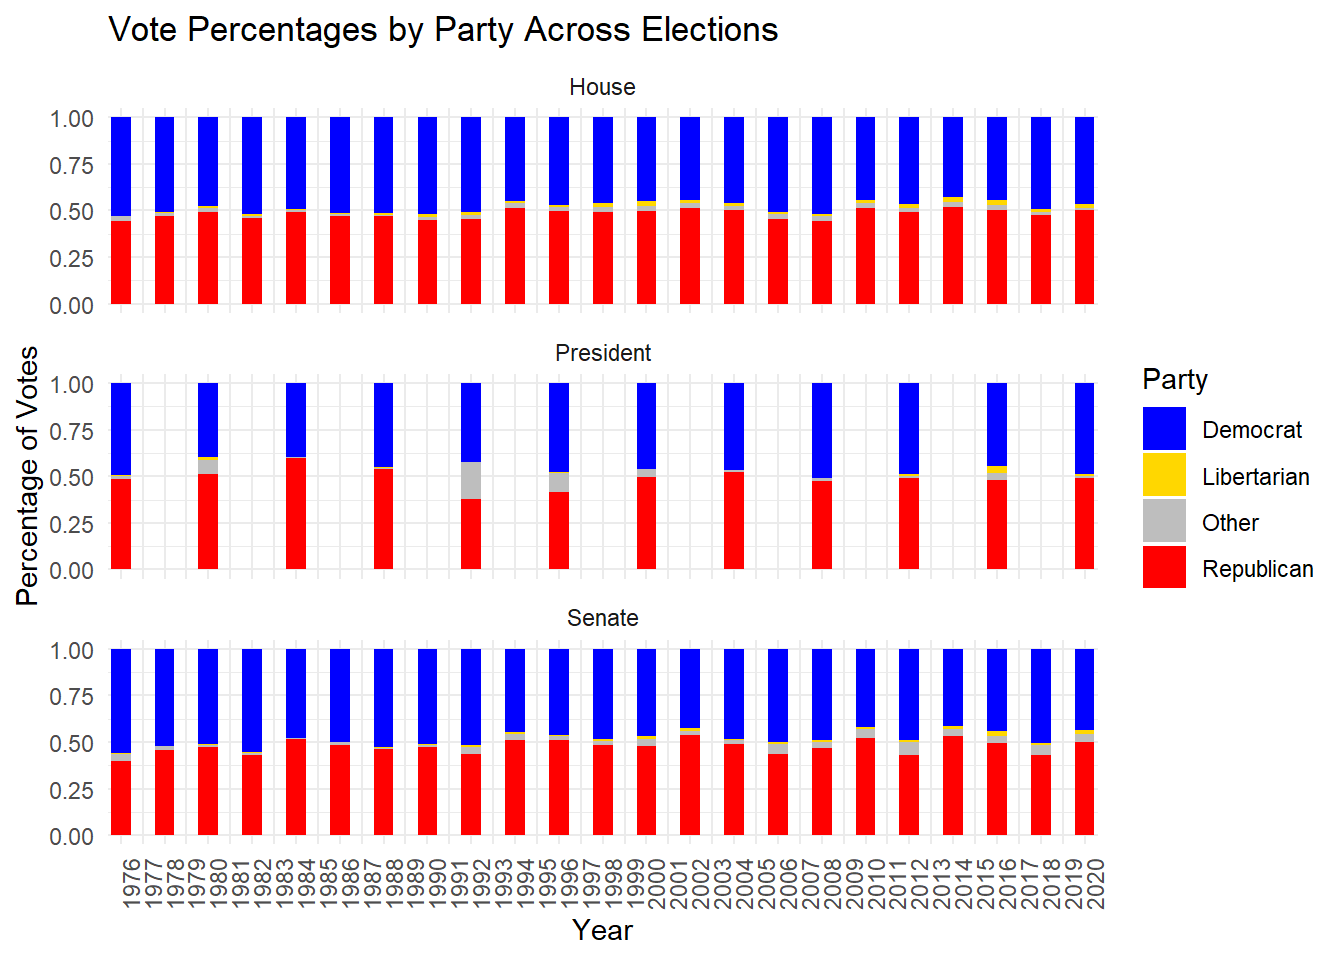 Vote Percentages by Party Across Elections
House
1.00
0.75
0.50
0.25
0.00
President
1.00
0.75
0.50
0.25
0.00
Senate
1.00
0.75
0.50
0.25
0.00
Percentage of Votes
1976 1977 1978 1979 1980 1981 1982 1983 1984 1985 1986 1987 1988 1989 1990 1991 1992 1993 1994 1995 1996 1997 1998 1999 2000 2001 2002 2003 2004 2005 2006 2007 2008 2009 2010 2011 2012 2013 2014 2015 2016 2017 2018 2019 2020
Year
Party
Democrat
Libertarian
Other
Republican